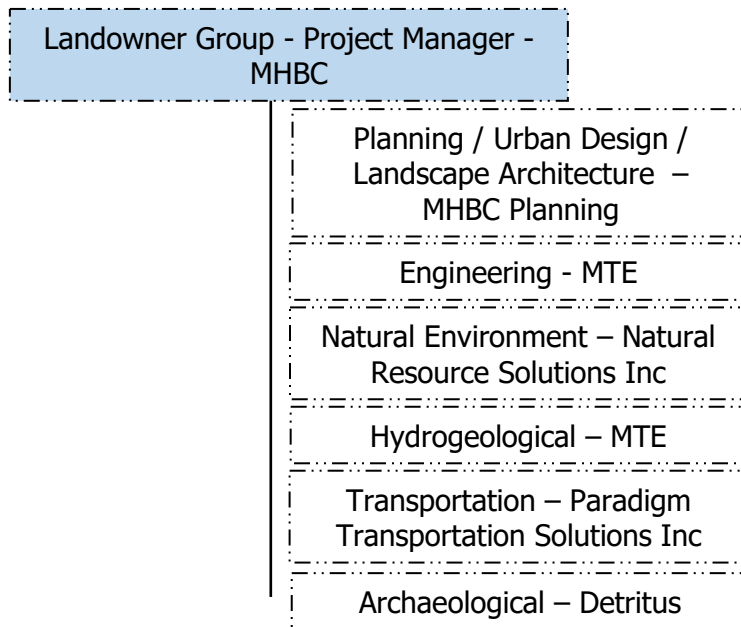 Landowner Group - Project Manager -
MHBC
Planning / Urban Design /
Landscape Architecture –
MHBC Planning
Engineering - MTE
Natural Environment – Natural
Resource Solutions Inc
Hydrogeological – MTE
Transportation – Paradigm
Transportation Solutions Inc
Archaeological – Detritus